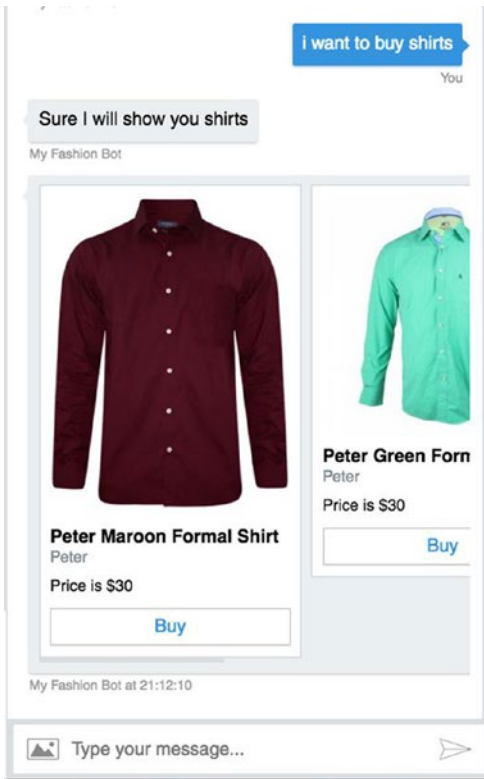 i want to buy shirts
You
Sure I will show you shirts
My Fashion Bot
Peter Maroon Formal Shirt
Peter
Price is $30
Buy
Peter Green Form
Peter
Price is $30
Buy
My Fashion Bot at 21:12:10
Type your message...